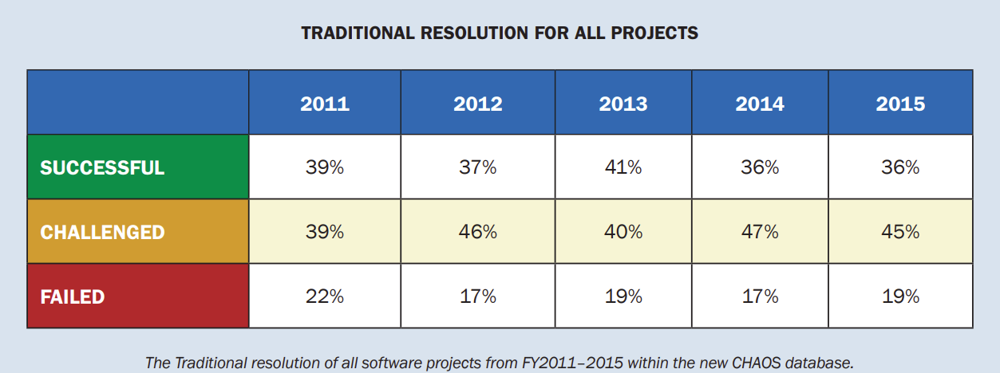 TRADITIONAL RESOLUTION FOR ALL PROJECTS
2011 2012 2013 2014 2015
SUCCESSFUL 39% 37% 41% 36% 36%
CHALLENGED 39% 46% 40% 47% 45%
FAILED 22% 17% 19% 17% 19%
The Traditional resolution of all software projects from FY2011–2015 within the new CHAOS database.